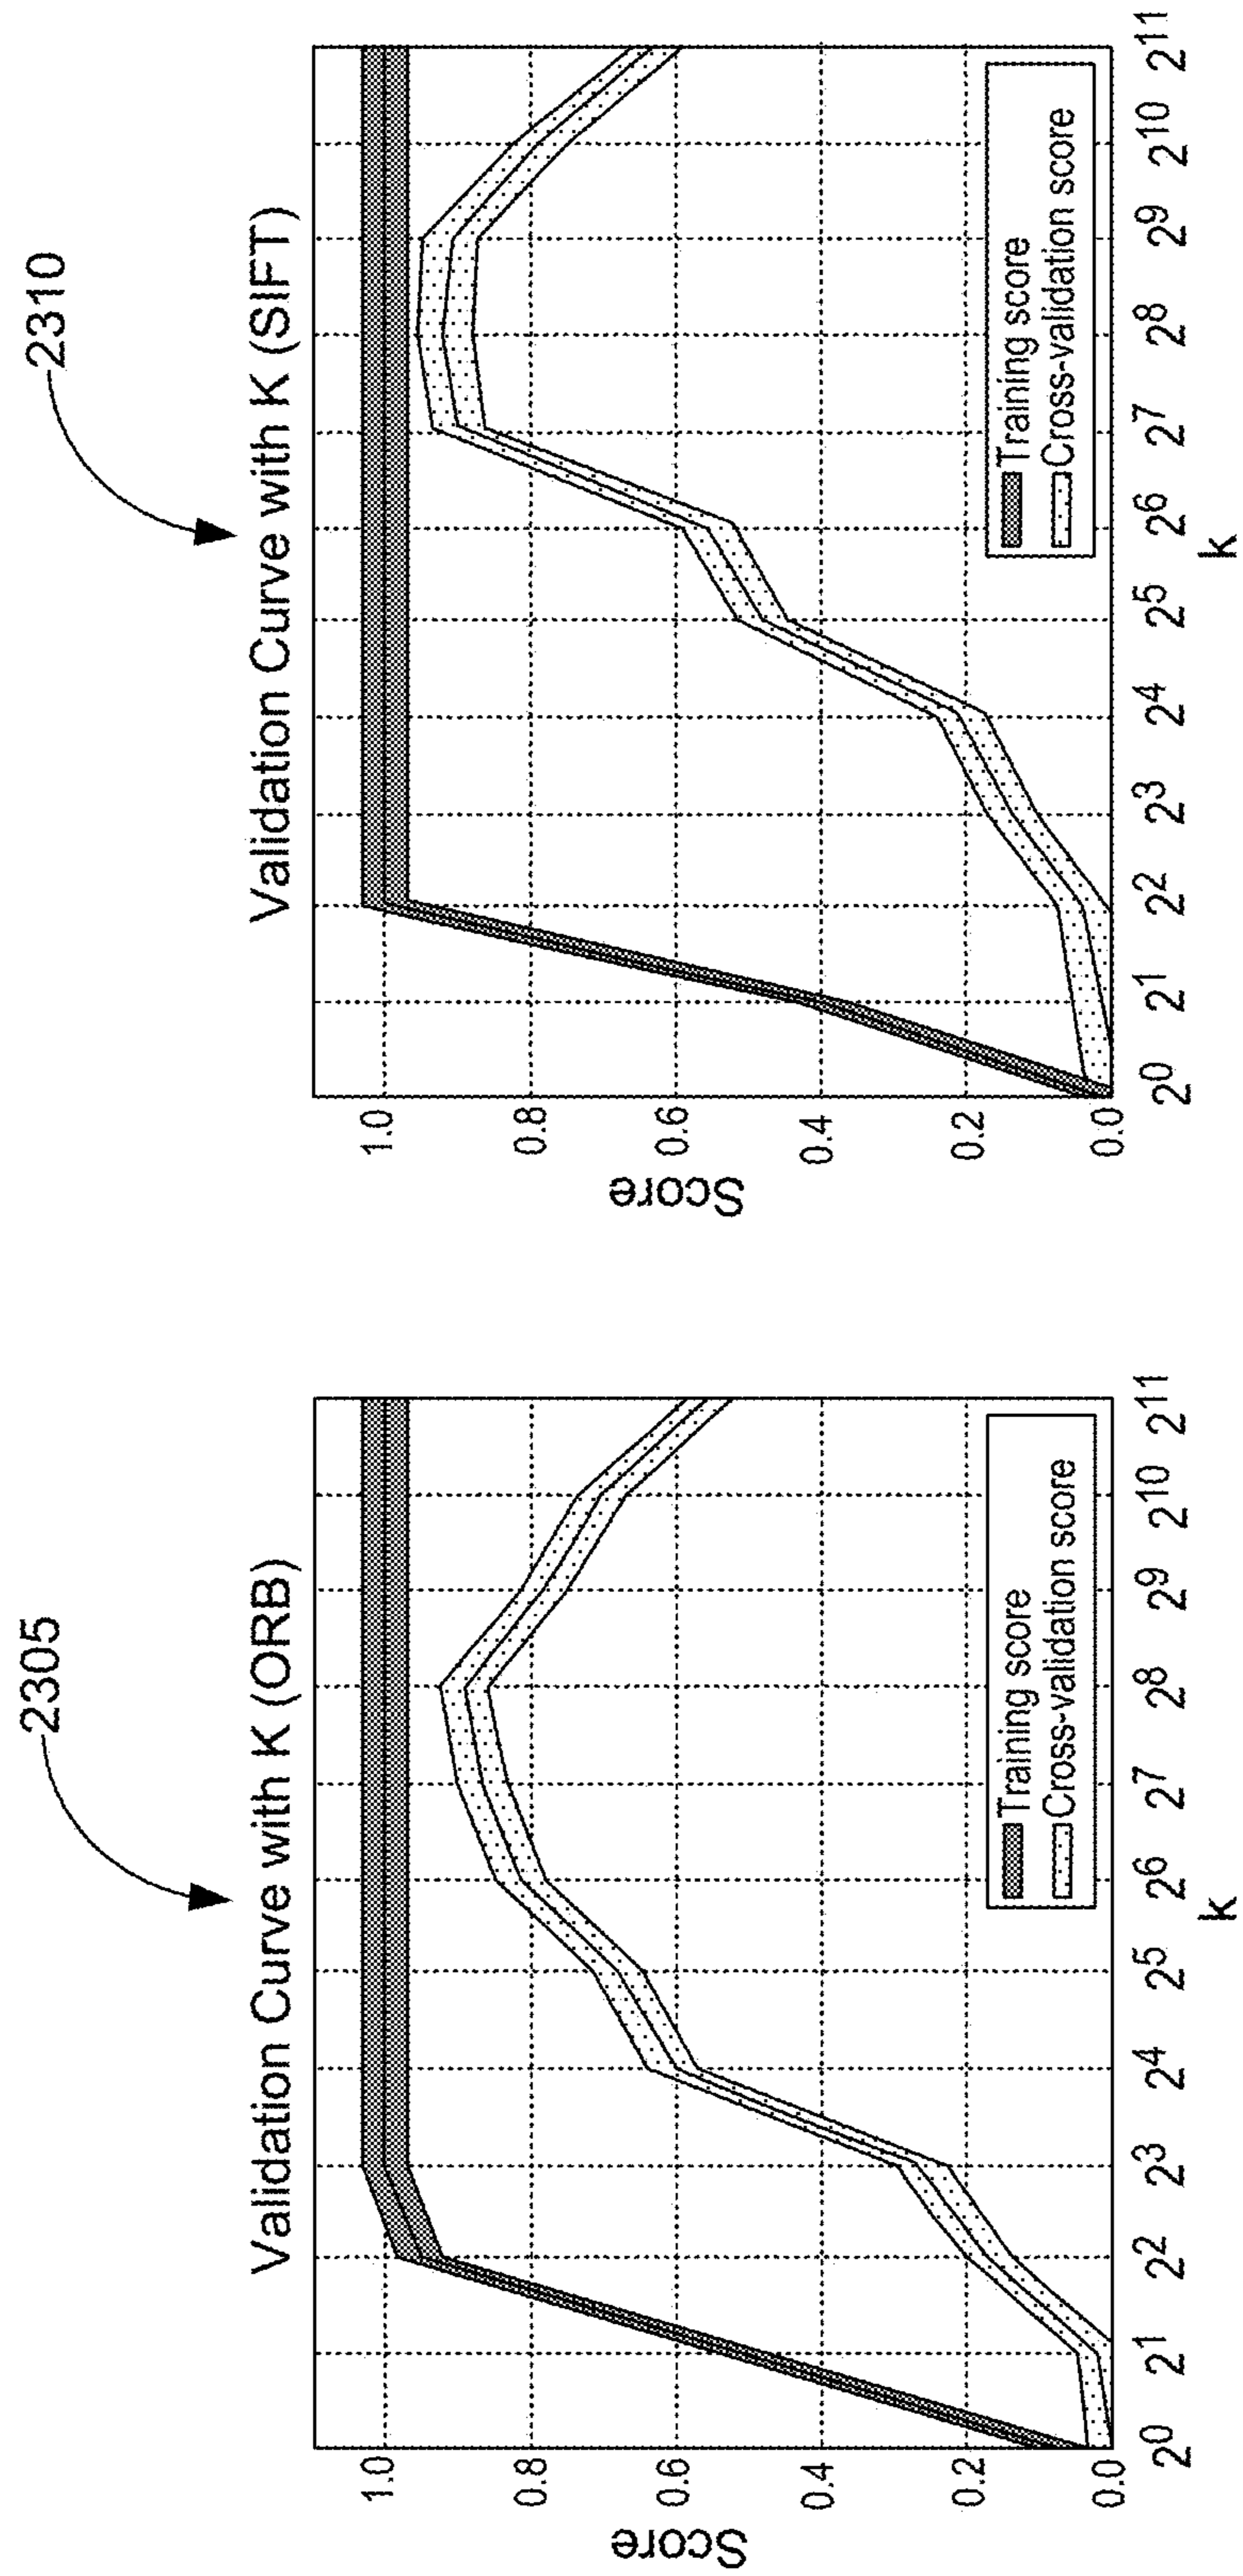 2305
Validation Curve with K (ORB)
Score
1.0
0.8
0.6
0.4
0.2
0.0
2⁰ 2¹ 2² 2³ 2⁴ 2⁵ 2⁶ 2⁷ 2⁸ 2⁹ 2¹⁰ 2¹¹
k
Training score
Cross-validation score
2310
Validation Curve with K (SIFT)
Score
1.0
0.8
0.6
0.4
0.2
0.0
2⁰ 2¹ 2² 2³ 2⁴ 2⁵ 2⁶ 2⁷ 2⁸ 2⁹ 2¹⁰ 2¹¹
k
Training score
Cross-validation score